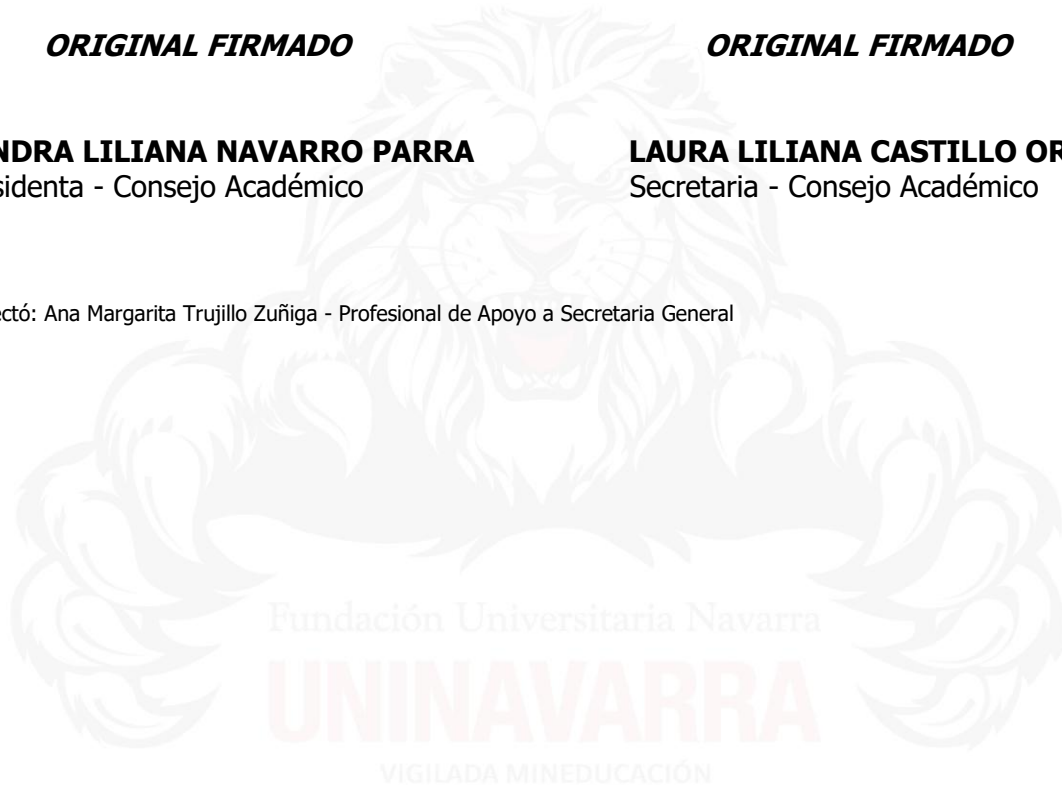 ORIGINAL FIRMADO ORIGINAL FIRMADO
NDRA LILIANA NAVARRO PARRA LAURA LILIANA CASTILLO OR
sidenta - Consejo Académico Secretaria - Consejo Académico
ectó: Ana Margarita Trujillo Zuñiga - Profesional de Apoyo a Secretaria General
Fundación Universitaria Navarra
UNINAVARRA
VIGILADA MINEDUCACIÓN